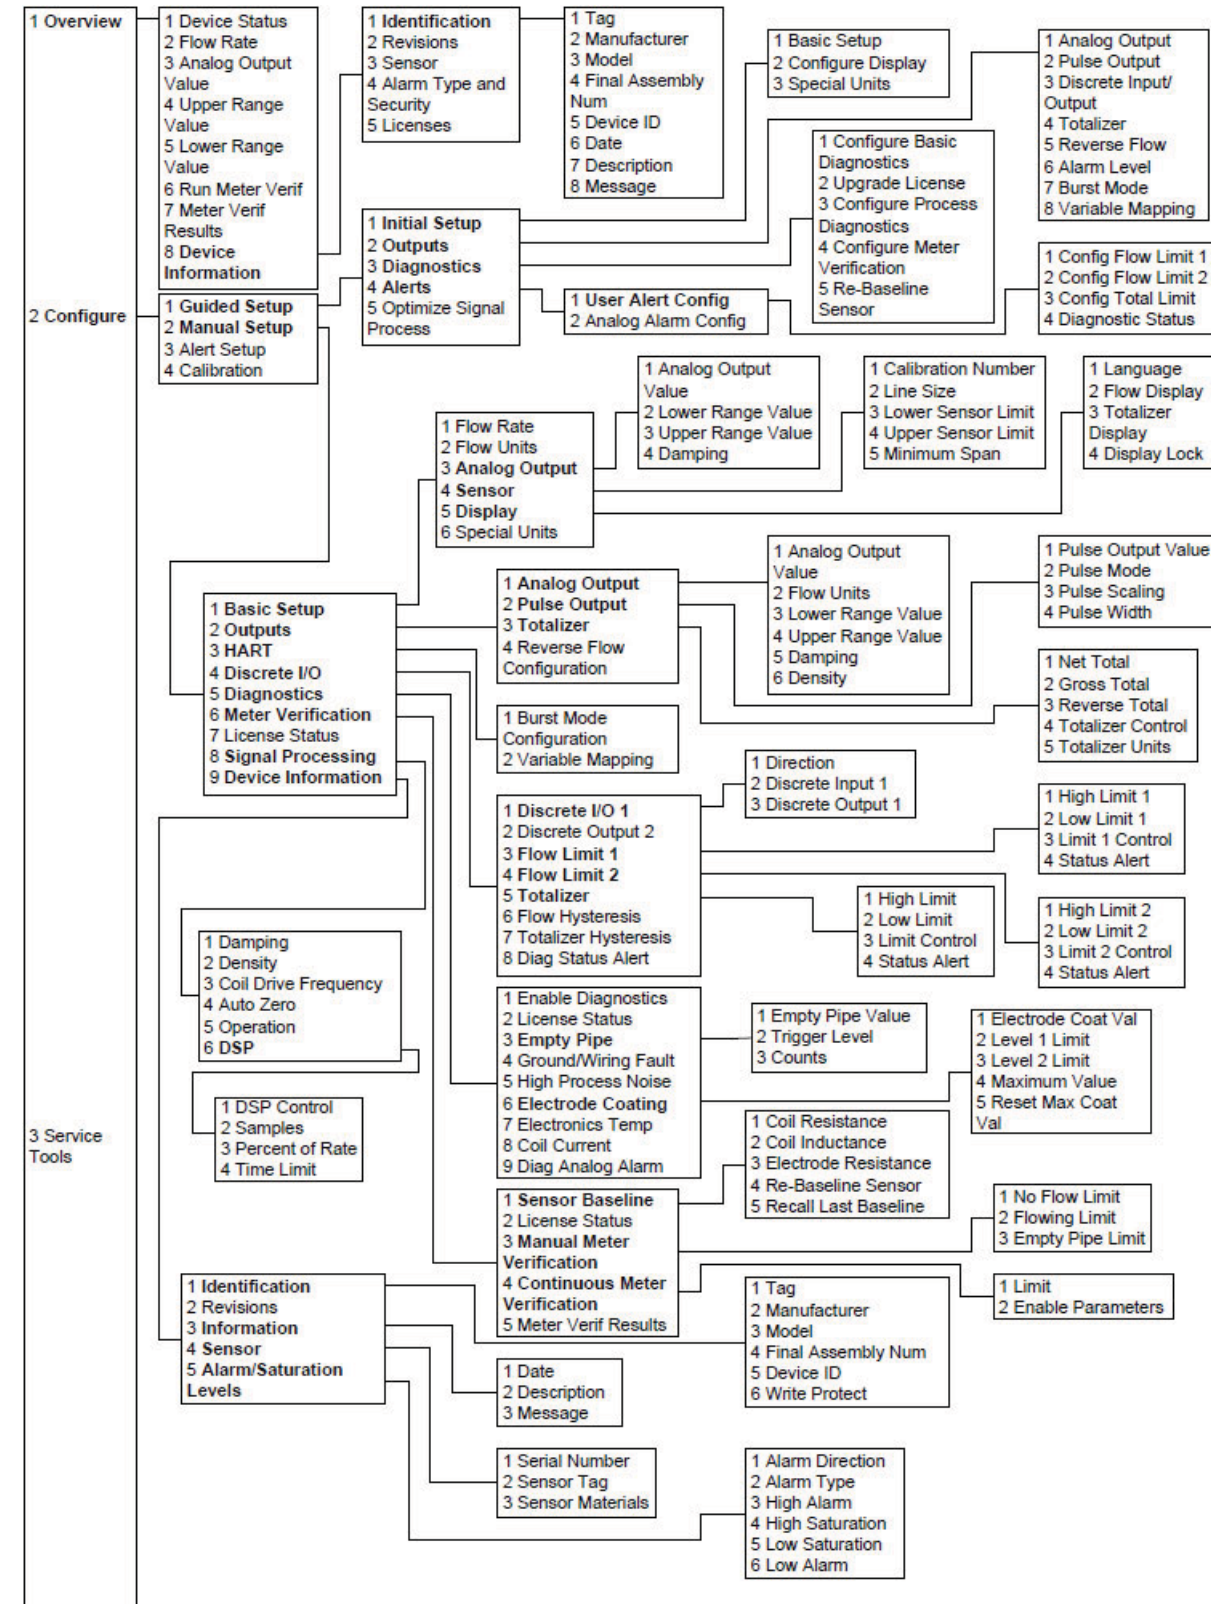 1 Overview
2 Configure
3 Service
Tools
1 Device Status
2 Flow Rate
3 Analog Output
Value
4 Upper Range
Value
5 Lower Range
Value
6 Run Meter Verif
7 Meter Verif
Results
8 Device
Information
1 Identification
2 Revisions
3 Sensor
4 Alarm Type and
Security
5 Licenses
1 Tag
2 Manufacturer
3 Model
4 Final Assembly
Num
5 Device ID
6 Date
7 Description
8 Message
1 Guided Setup
2 Manual Setup
3 Alert Setup
4 Calibration
1 Initial Setup
2 Outputs
3 Diagnostics
4 Alerts
5 Optimize Signal
Process
1 Basic Setup
2 Configure Display
3 Special Units
1 Analog Output
2 Pulse Output
3 Discrete Input/
Output
4 Totalizer
5 Reverse Flow
6 Alarm Level
7 Burst Mode
8 Variable Mapping
1 Configure Basic
Diagnostics
2 Upgrade License
3 Configure Process
Diagnostics
4 Configure Meter
Verification
5 Re-Baseline
Sensor
1 User Alert Config
2 Analog Alarm Config
1 Config Flow Limit 1
2 Config Flow Limit 2
3 Config Total Limit
4 Diagnostic Status
1 Flow Rate
2 Flow Units
3 Analog Output
4 Sensor
5 Display
6 Special Units
1 Analog Output
Value
2 Lower Range Value
3 Upper Range Value
4 Damping
1 Calibration Number
2 Line Size
3 Lower Sensor Limit
4 Upper Sensor Limit
5 Minimum Span
1 Language
2 Flow Display
3 Totalizer
Display
4 Display Lock
1 Basic Setup
2 Outputs
3 HART
4 Discrete I/O
5 Diagnostics
6 Meter Verification
7 License Status
8 Signal Processing
9 Device Information
1 Analog Output
2 Pulse Output
3 Totalizer
4 Reverse Flow
Configuration
1 Analog Output
Value
2 Flow Units
3 Lower Range Value
4 Upper Range Value
5 Damping
6 Density
1 Pulse Output Value
2 Pulse Mode
3 Pulse Scaling
4 Pulse Width
1 Net Total
2 Gross Total
3 Reverse Total
4 Totalizer Control
5 Totalizer Units
1 Burst Mode
Configuration
2 Variable Mapping
1 Discrete I/O 1
2 Discrete Output 2
3 Flow Limit 1
4 Flow Limit 2
5 Totalizer
6 Flow Hysteresis
7 Totalizer Hysteresis
8 Diag Status Alert
1 Direction
2 Discrete Input 1
3 Discrete Output 1
1 High Limit 1
2 Low Limit 1
3 Limit 1 Control
4 Status Alert
1 High Limit
2 Low Limit
3 Limit Control
4 Status Alert
1 High Limit 2
2 Low Limit 2
3 Limit 2 Control
4 Status Alert
1 Damping
2 Density
3 Coil Drive Frequency
4 Auto Zero
5 Operation
6 DSP
1 DSP Control
2 Samples
3 Percent of Rate
4 Time Limit
1 Enable Diagnostics
2 License Status
3 Empty Pipe
4 Ground/Wiring Fault
5 High Process Noise
6 Electrode Coating
7 Electronics Temp
8 Coil Current
9 Diag Analog Alarm
1 Empty Pipe Value
2 Trigger Level
3 Counts
1 Electrode Coat Val
2 Level 1 Limit
3 Level 2 Limit
4 Maximum Value
5 Reset Max Coat
Val
1 Sensor Baseline
2 License Status
3 Manual Meter
Verification
4 Continuous Meter
Verification
5 Meter Verif Results
1 Coil Resistance
2 Coil Inductance
3 Electrode Resistance
4 Re-Baseline Sensor
5 Recall Last Baseline
1 No Flow Limit
2 Flowing Limit
3 Empty Pipe Limit
1 Limit
2 Enable Parameters
1 Identification
2 Revisions
3 Information
4 Sensor
5 Alarm/Saturation
Levels
1 Tag
2 Manufacturer
3 Model
4 Final Assembly Num
5 Device ID
6 Write Protect
1 Date
2 Description
3 Message
1 Serial Number
2 Sensor Tag
3 Sensor Materials
1 Alarm Direction
2 Alarm Type
3 High Alarm
4 High Saturation
5 Low Saturation
6 Low Alarm